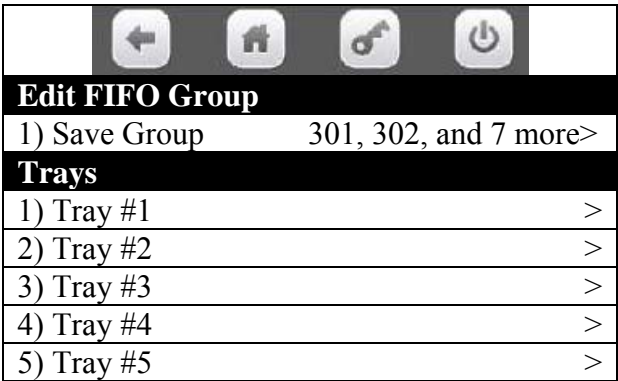 Edit FIFO Group
1) Save Group 301, 302, and 7 more>
Trays
1) Tray #1 >
2) Tray #2 >
3) Tray #3 >
4) Tray #4 >
5) Tray #5 >